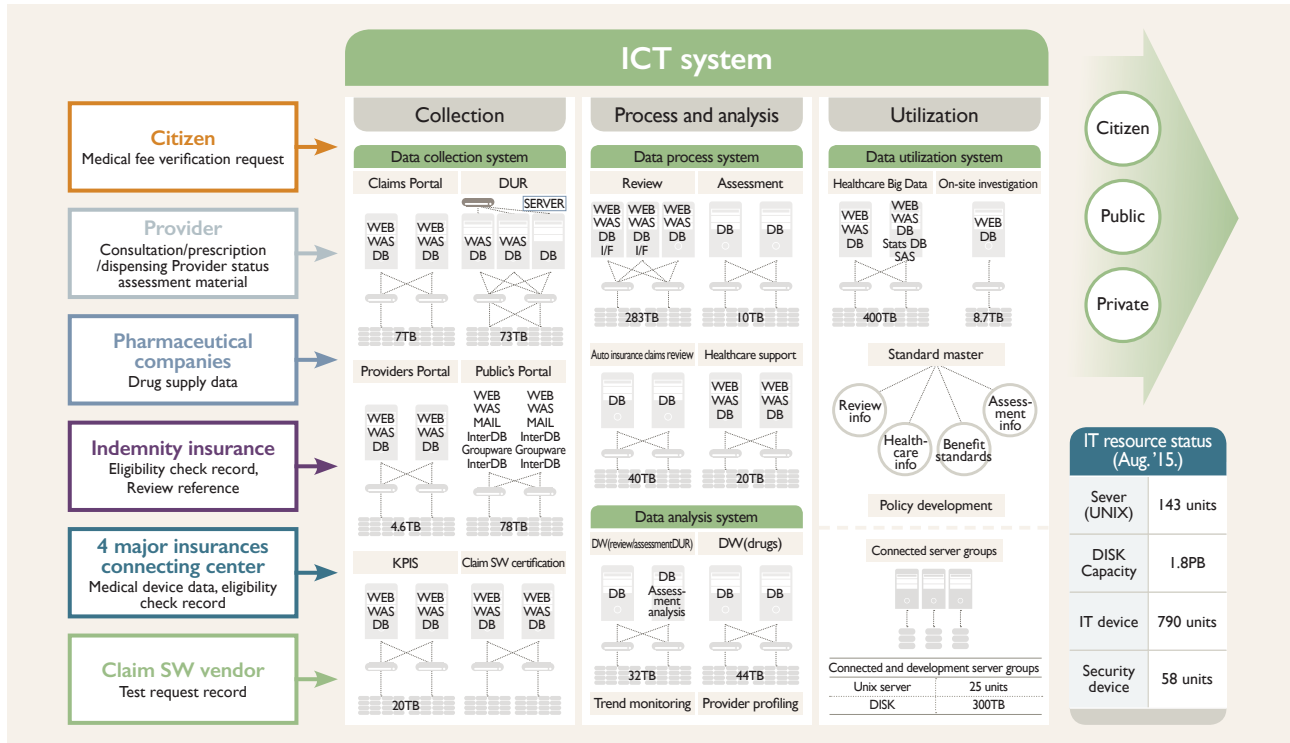 ICT system
Citizen
Medical fee verification request
Provider
Consultation/prescription
/dispensing Provider status
assessment material
Pharmaceutical
companies
Drug supply data
Indemnity insurance
Eligibility check record,
Review reference
4 major insurances
connecting center
Medical device data, eligibility
check record
Claim SW vendor
Test request record
Collection
Data collection system
Claims Portal
WEB
WAS
DB
WEB
WAS
DB
7TB
DUR
SERVER
WAS
DB
WAS
DB
DB
73TB
Providers Portal
WEB
WAS
DB
WEB
WAS
DB
4.6TB
Public's Portal
WEB
WAS
MAIL
InterDB
Groupware
InterDB
WEB
WAS
MAIL
InterDB
Groupware
InterDB
78TB
KPIS
WEB
WAS
DB
WEB
WAS
DB
20TB
Claim SW certification
WEB
WAS
DB
WEB
WAS
DB
Process and analysis
Data process system
Review
WEB
WAS
DB
I/F
WEB
WAS
DB
I/F
WEB
WAS
DB
283TB
Assessment
DB
DB
10TB
Auto insurance claims review
DB
DB
40TB
Healthcare support
WEB
WAS
DB
WEB
WAS
DB
20TB
Data analysis system
DW(review/assessmentDUR)
DB
DB
Assess-
ment
analysis
32TB
DW(drugs)
DB
DB
44TB
Trend monitoring
Provider profiling
Utilization
Data utilization system
Healthcare Big Data
WEB
WAS
DB
WEB
WAS
DB
Stats DB
SAS
400TB
On-site investigation
WEB
DB
8.7TB
Standard master
Review
info
Health-
care
info
Benefit
standards
Assess-
ment
info
Policy development
Connected server groups
Connected and development server groups
Unix server 25 units
DISK 300TB
Citizen
Public
Private
IT resource status
(Aug. '15.)
Sever
(UNIX)
143 units
DISK
Capacity
1.8PB
IT device
790 units
Security
device
58 units